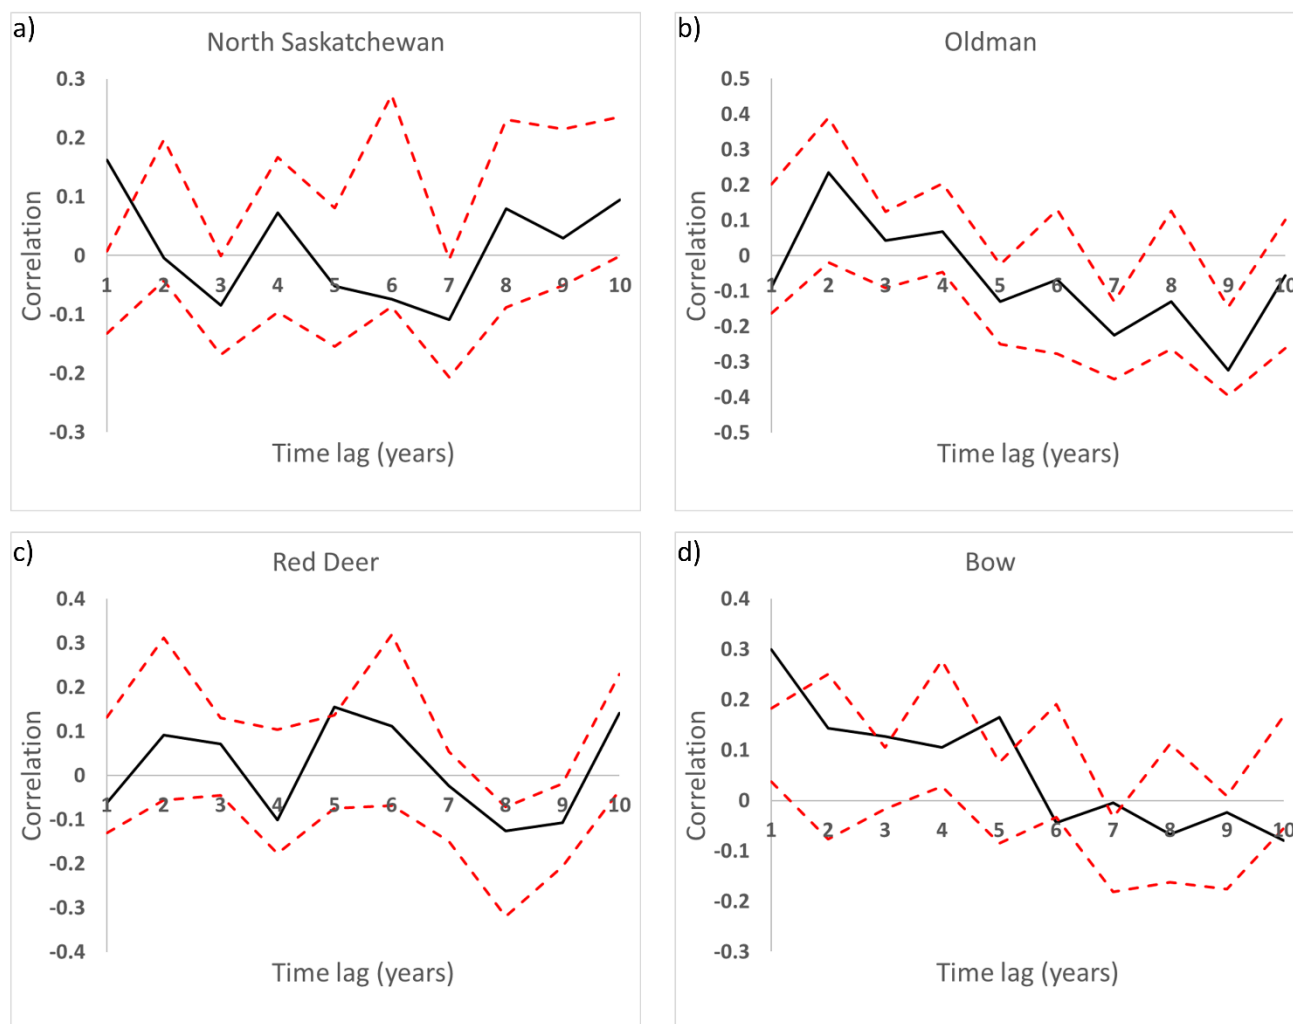 a)
North Saskatchewan
0.3
0.2
0.1
0
-0.1
-0.2
-0.3
Correlation
1 2 3 4 5 6 7 8 9 10
Time lag (years)
b)
Oldman
0.5
0.4
0.3
0.2
0.1
0
-0.1
-0.2
-0.3
-0.4
-0.5
Correlation
1 2 3 4 5 6 7 8 9 10
Time lag (years)
c)
Red Deer
0.4
0.3
0.2
0.1
0
-0.1
-0.2
-0.3
-0.4
Correlation
1 2 3 4 5 6 7 8 9 10
Time lag (years)
d)
Bow
0.4
0.3
0.2
0.1
0
-0.1
-0.2
-0.3
Correlation
1 2 3 4 5 6 7 8 9 10
Time lag (years)